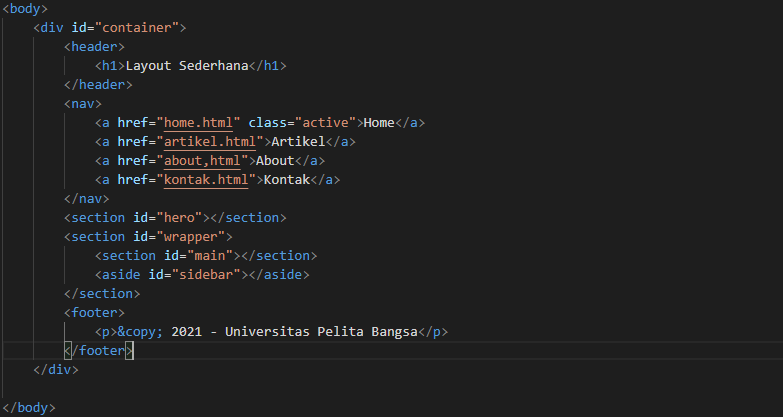 <body>
<div id="container">
<header>
<h1>Layout Sederhana</h1>
</header>
<nav>
<a href="home.html" class="active">Home</a>
<a href="artikel.html">Artikel</a>
<a href="about,html">About</a>
<a href="kontak.html">Kontak</a>
</nav>
<section id="hero"></section>
<section id="wrapper">
<section id="main"></section>
<aside id="sidebar"></aside>
</section>
<footer>
<p>&copy; 2021 - Universitas Pelita Bangsa</p>
</footer>
</div>
</body>